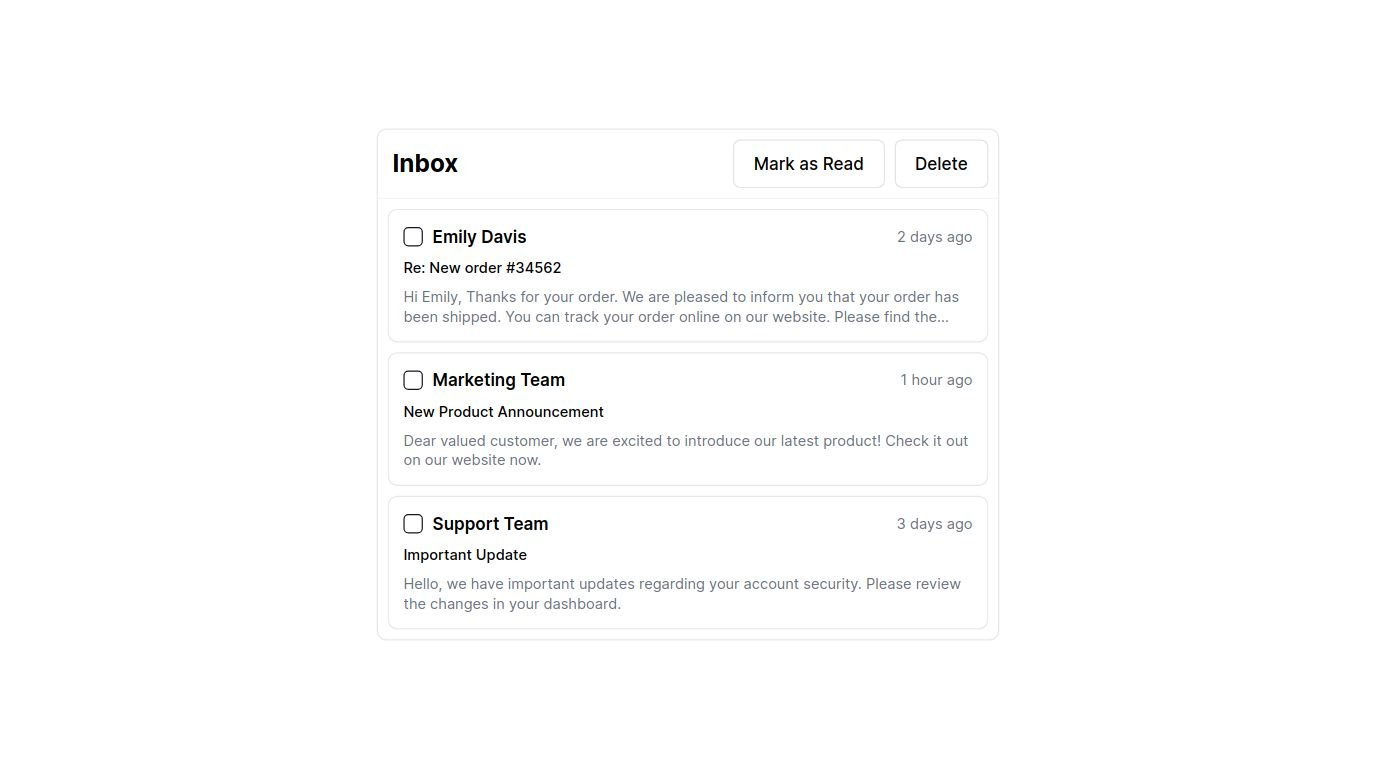 Inbox
Mark as Read
Delete
Emily Davis
2 days ago
Re: New order #34562
Hi Emily, Thanks for your order. We are pleased to inform you that your order has
been shipped. You can track your order online on our website. Please find the...
Marketing Team
1 hour ago
New Product Announcement
Dear valued customer, we are excited to introduce our latest product! Check it out
on our website now.
Support Team
3 days ago
Important Update
Hello, we have important updates regarding your account security. Please review
the changes in your dashboard.